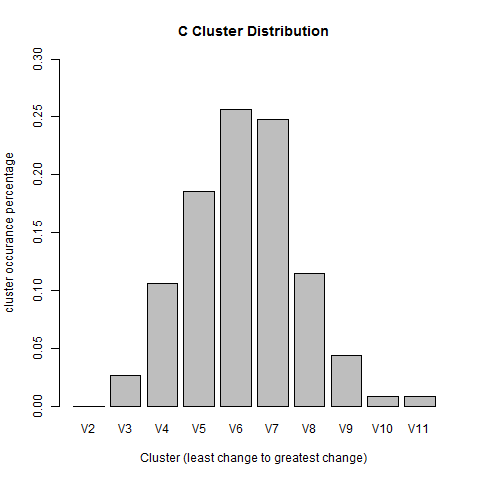 C Cluster Distribution
cluster occurance percentage
0.30
0.25
0.20
0.15
0.10
0.05
0.00
V2 V3 V4 V5 V6 V7 V8 V9 V10 V11
Cluster (least change to greatest change)